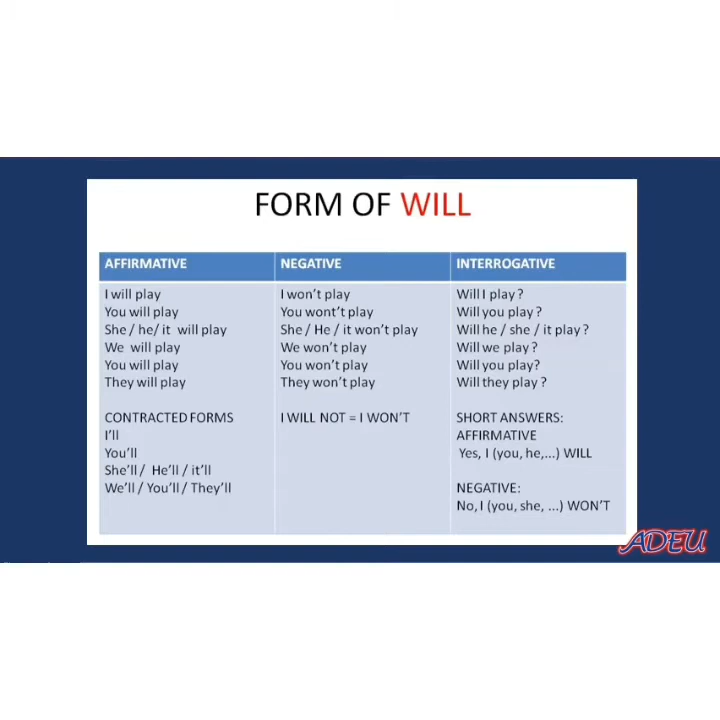 FORM OF WILL
AFFIRMATIVE
I will play
You will play
She / he/ it will play
We will play
You will play
They will play
CONTRACTED FORMS
I'll
You'll
She'll / He'll / it'll
We'll / You'll / They'll
NEGATIVE
I won't play
You wont't play
She / He / it won't play
We won't play
You won't play
They won't play
I WILL NOT = I WON'T
INTERROGATIVE
Will I play ?
Will you play ?
Will he / she / it play ?
Will we play ?
Will you play?
Will they play ?
SHORT ANSWERS:
AFFIRMATIVE
Yes, I (you, he,...) WILL
NEGATIVE:
No, I (you, she, ...) WON'T
ADEU